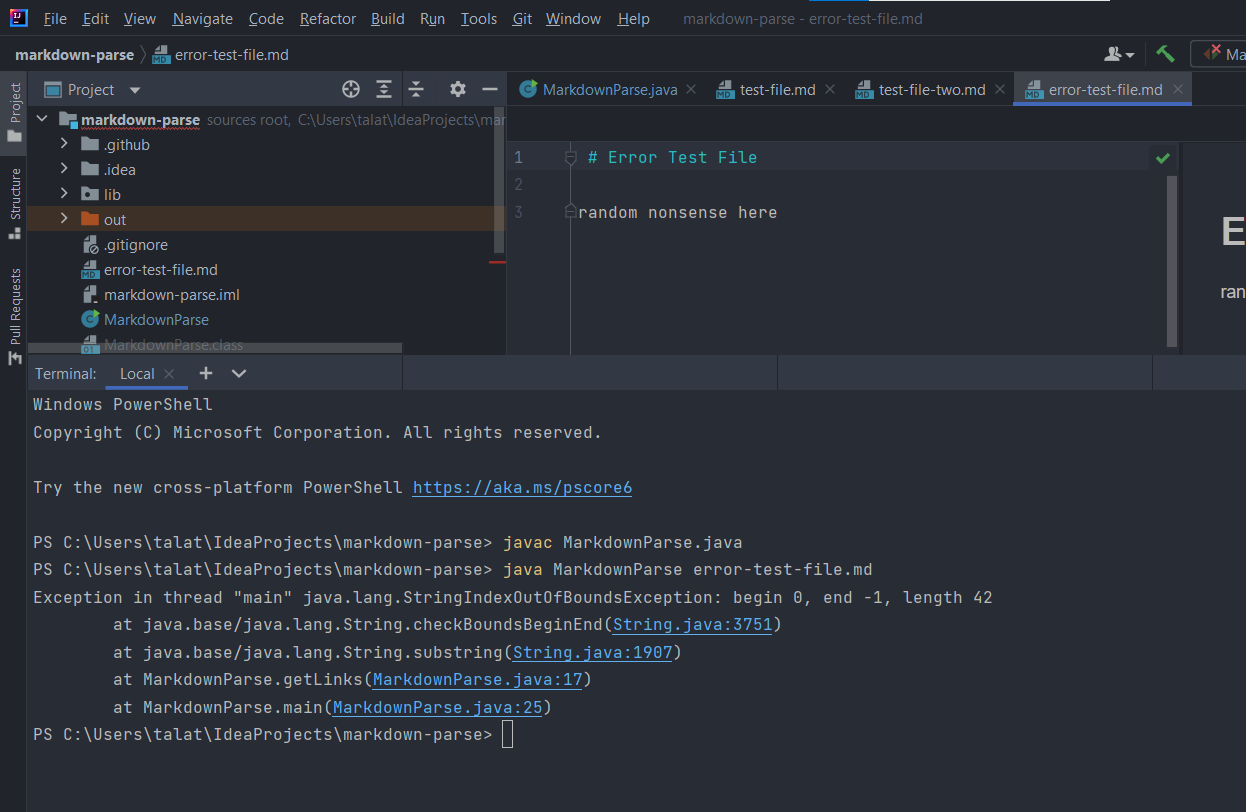 File Edit View Navigate Code Refactor Build Run Tools Git Window Help markdown-parse - error-test-file.md
markdown-parse error-test-file.md Ma
Project
Project MarkdownParse.java test-file.md test-file-two.md error-test-file.md
markdown-parse sources root, C:\Users\talat\IdeaProjects\mar
.github
.idea
lib
out
.gitignore
error-test-file.md
markdown-parse.iml
MarkdownParse
MarkdownParse.class
Structure
Pull Requests
1 # Error Test File
2
3 random nonsense here
E
ran
Terminal: Local
Windows PowerShell
Copyright (C) Microsoft Corporation. All rights reserved.
Try the new cross-platform PowerShell https://aka.ms/pscore6
PS C:\Users\talat\IdeaProjects\markdown-parse> javac MarkdownParse.java
PS C:\Users\talat\IdeaProjects\markdown-parse> java MarkdownParse error-test-file.md
Exception in thread "main" java.lang.StringIndexOutOfBoundsException: begin 0, end -1, length 42
at java.base/java.lang.String.checkBoundsBeginEnd(String.java:3751)
at java.base/java.lang.String.substring(String.java:1907)
at MarkdownParse.getLinks(MarkdownParse.java:17)
at MarkdownParse.main(MarkdownParse.java:25)
PS C:\Users\talat\IdeaProjects\markdown-parse>